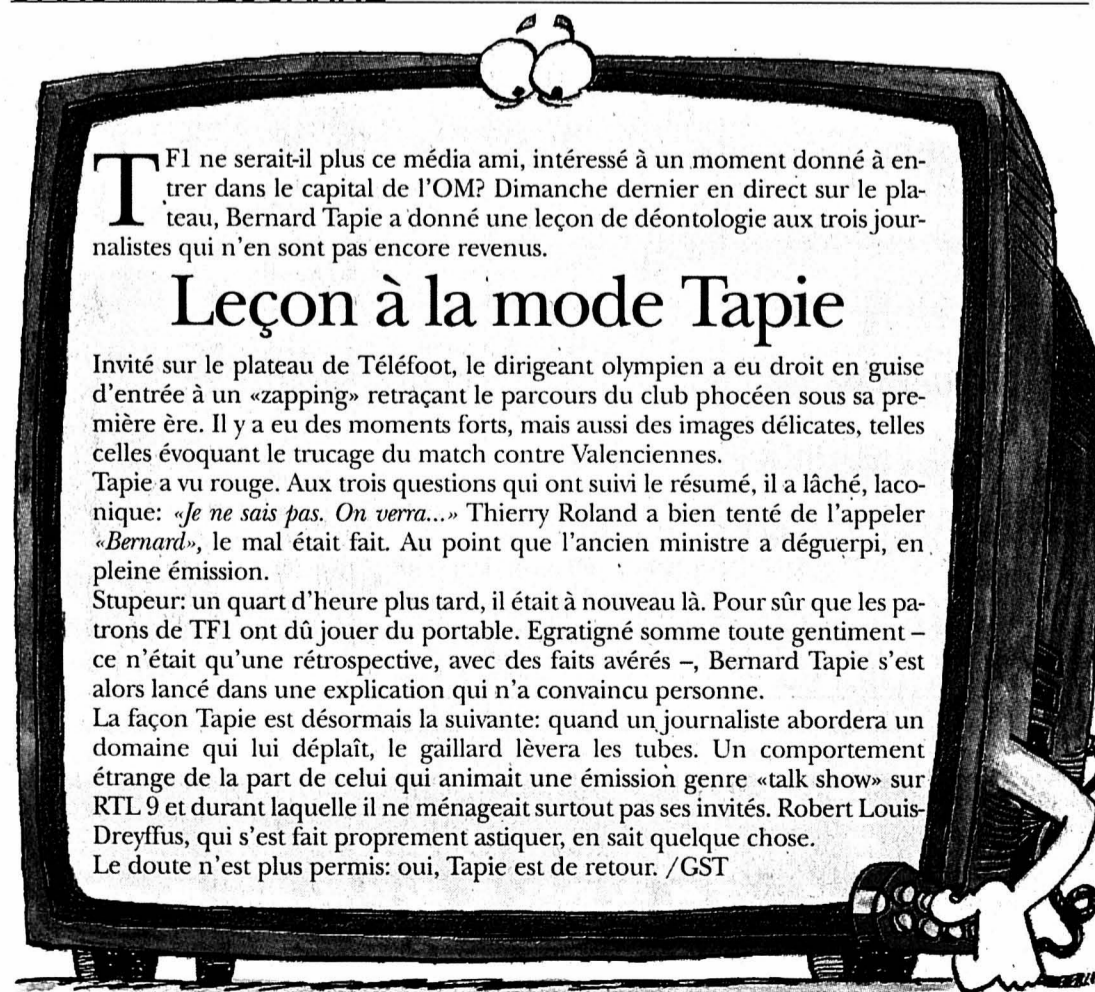 TF1 ne serait-il plus ce média ami, intéressé à un moment donné à en-
trer dans le capital de l'OM? Dimanche dernier en direct sur le pla-
teau, Bernard Tapie a donné une leçon de déontologie aux trois jour-
nalistes qui n'en sont pas encore revenus.
Leçon à la mode Tapie
Invité sur le plateau de Téléfoot, le dirigeant olympien a eu droit en guise
d'entrée à un «zapping» retraçant le parcours du club phocéen sous sa pre-
mière ère. Il y a eu des moments forts, mais aussi des images délicates, telles
celles évoquant le trucage du match contre Valenciennes.
Tapie a vu rouge. Aux trois questions qui ont suivi le résumé, il a lâché, laco-
nique: «Je ne sais pas. On verra...» Thierry Roland a bien tenté de l'appeler
«Bernard», le mal était fait. Au point que l'ancien ministre a déguerpi, en
pleine émission.
Stupeur: un quart d'heure plus tard, il était à nouveau là. Pour sûr que les pa-
trons de TF1 ont dû jouer du portable. Egratigné somme toute gentiment –
ce n'était qu'une rétrospective, avec des faits avérés –, Bernard Tapie s'est
alors lancé dans une explication qui n'a convaincu personne.
La façon Tapie est désormais la suivante: quand un journaliste abordera un
domaine qui lui déplaît, le gaillard lèvera les tubes. Un comportement
étrange de la part de celui qui animait une émission genre «talk show» sur
RTL 9 et durant laquelle il ne ménageait surtout pas ses invités. Robert Louis-
Dreyffus, qui s'est fait proprement astiquer, en sait quelque chose.
Le doute n'est plus permis: oui, Tapie est de retour. /GST